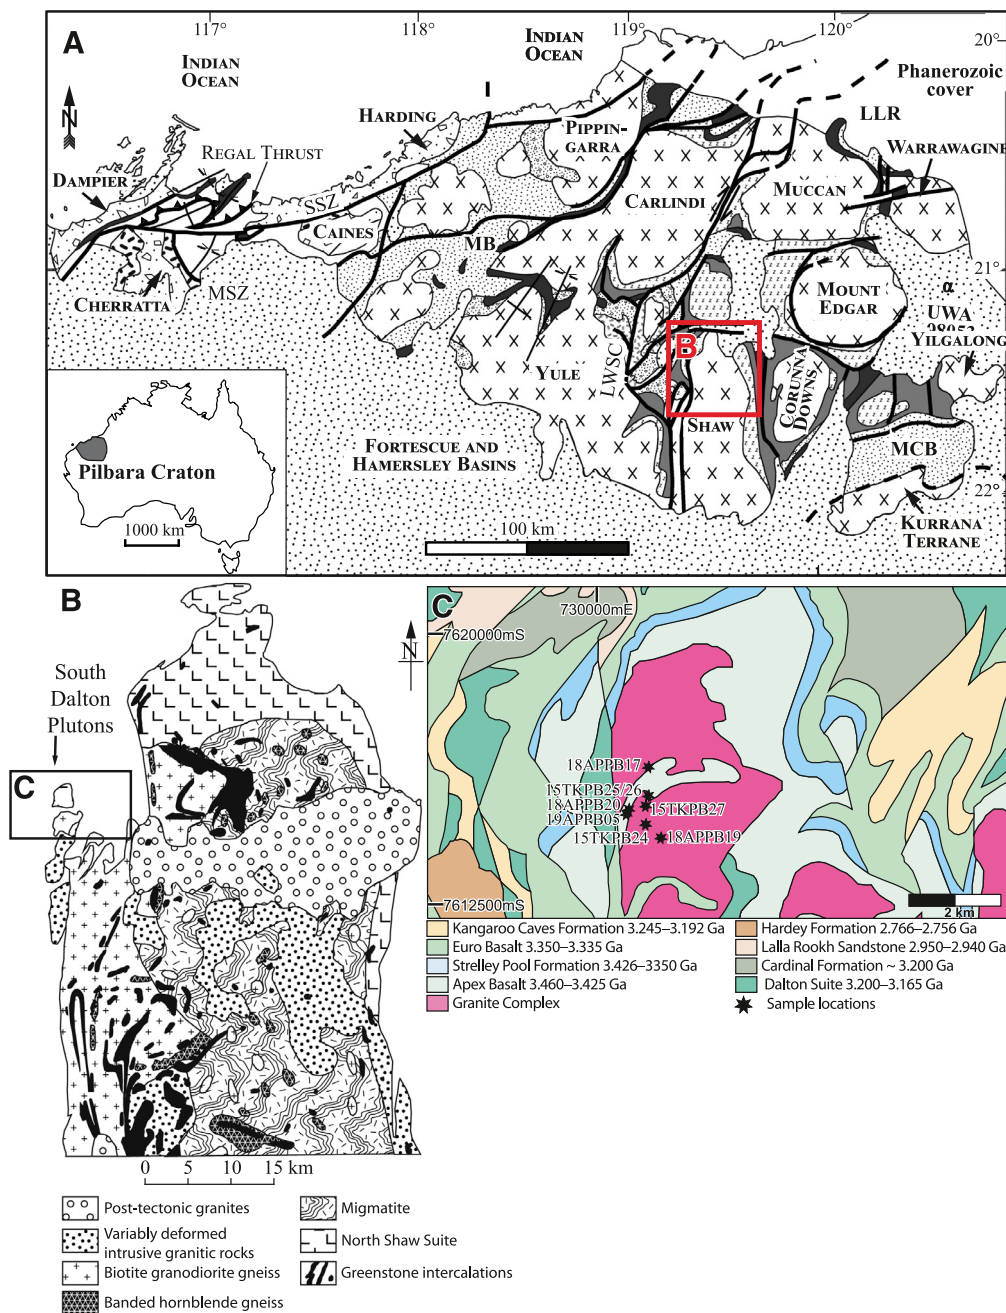 A
117°
118°
119°
120°
20°
INDIAN
OCEAN
INDIAN
OCEAN
Phanerozoic
cover
N
HARDING
LLR
PIPPIN-
GARRA
REGAL THRUST
WARRAWAGINE
DAMPIER
MUCCAN
CARLINDI
SSZ
CAINES
MB
21°
CHERRATTA
MSZ
MOUNT
EDGAR
α
UWA
YILGALONG
B
LWSC
YULE
CORUNNA
DOWNS
SHAW
FORTESCUE AND
HAMERSLEY BASINS
MCB
22°
Pilbara Craton
1000 km
100 km
KURRANA
TERRANE
B
N
South
Dalton
Plutons
C
0 5 10 15 km
Post-tectonic granites
Variably deformed
intrusive granitic rocks
Biotite granodiorite gneiss
Banded hornblende gneiss
Migmatite
North Shaw Suite
Greenstone intercalations
C
730000mE
7620000mS
18APPB17
15TKPB25/26
18APPB20
15TKPB27
19APPB05
15TKPB24
18APPB19
7612500mS
2 km
Kangaroo Caves Formation 3.245–3.192 Ga
Euro Basalt 3.350–3.335 Ga
Strelley Pool Formation 3.426–3350 Ga
Apex Basalt 3.460–3.425 Ga
Granite Complex
Hardey Formation 2.766–2.756 Ga
Lalla Rookh Sandstone 2.950–2.940 Ga
Cardinal Formation ~ 3.200 Ga
Dalton Suite 3.200–3.165 Ga
Sample locations